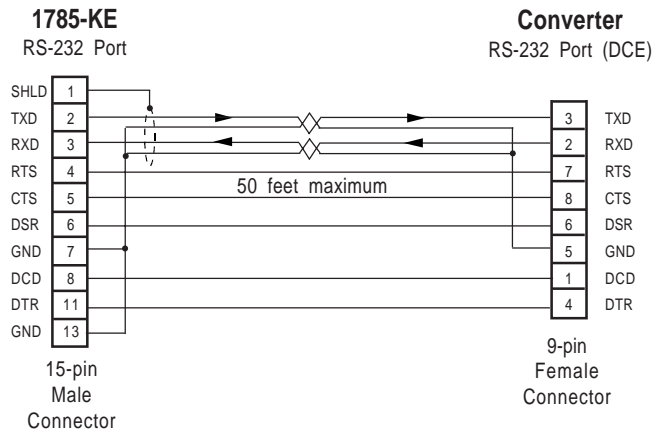 1785-KE
RS-232 Port
Converter
RS-232 Port (DCE)
SHLD 1
TXD 2
RXD 3
RTS 4
CTS 5
DSR 6
GND 7
DCD 8
DTR 11
GND 13
50 feet maximum
3 TXD
2 RXD
7 RTS
8 CTS
6 DSR
5 GND
1 DCD
4 DTR
15-pin
Male
Connector
9-pin
Female
Connector